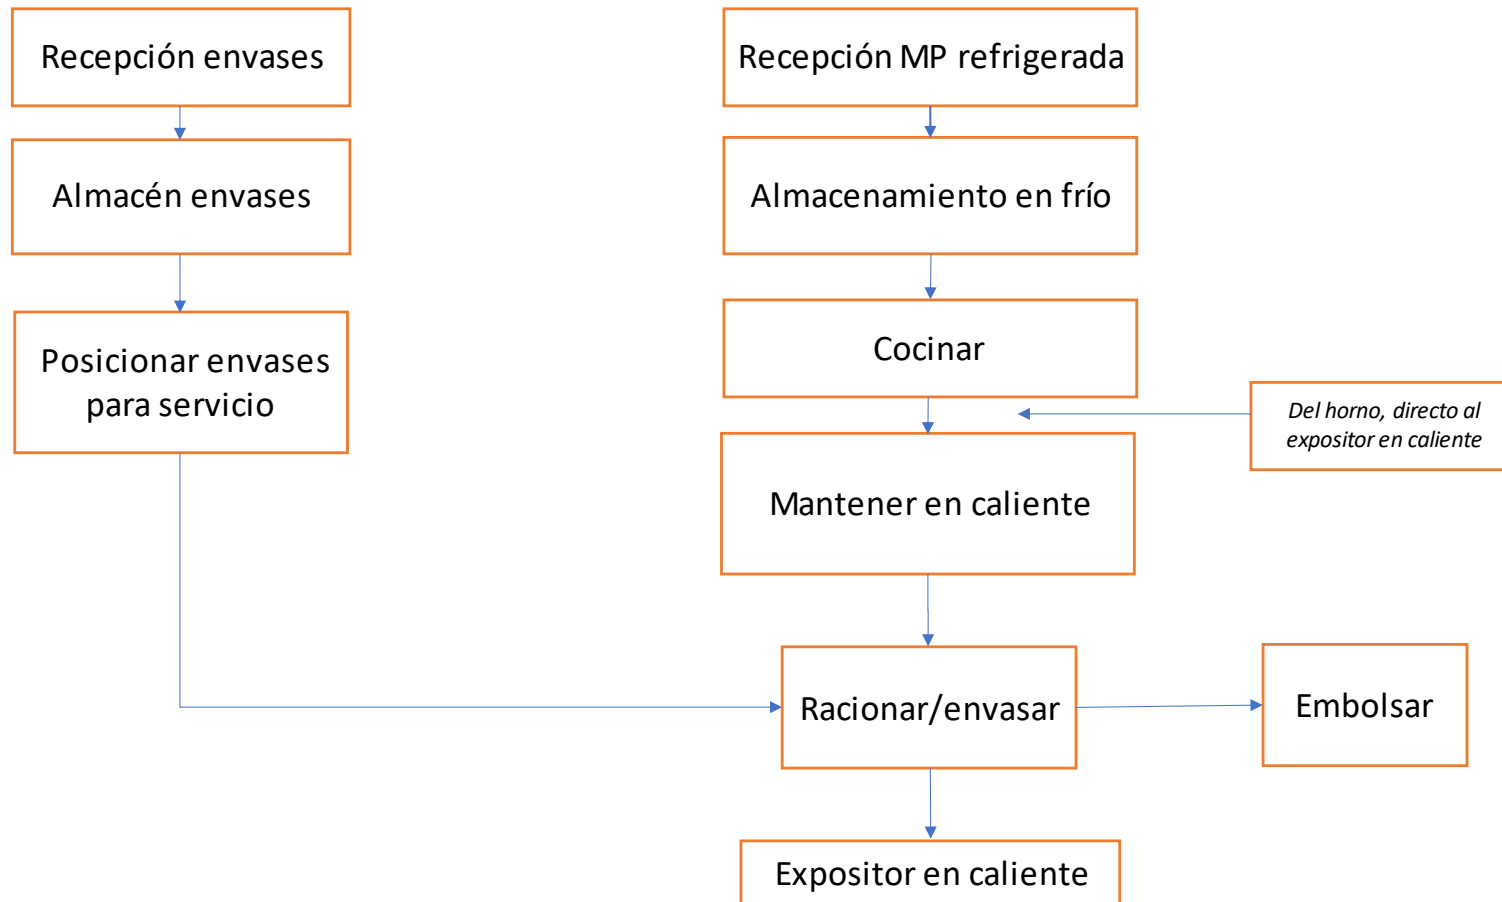 Recepción envases
Almacén envases
Posicionar envases
para servicio
Recepción MP refrigerada
Almacenamiento en frío
Cocinar
Del horno, directo al
expositor en caliente
Mantener en caliente
Racionar/envasar
Embolsar
Expositor en caliente